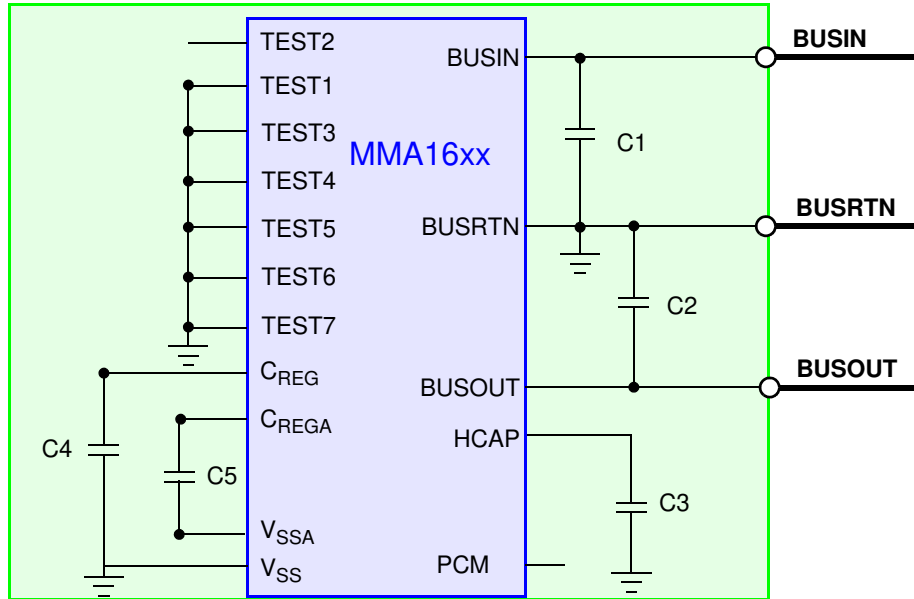 TEST2
TEST1
TEST3
TEST4
TEST5
TEST6
TEST7
CREG
CREGA
VSSA
VSS
C4
C5
MMA16xx
BUSIN
BUSRTN
BUSOUT
HCAP
PCM
C1
C2
C3
BUSIN
BUSRTN
BUSOUT